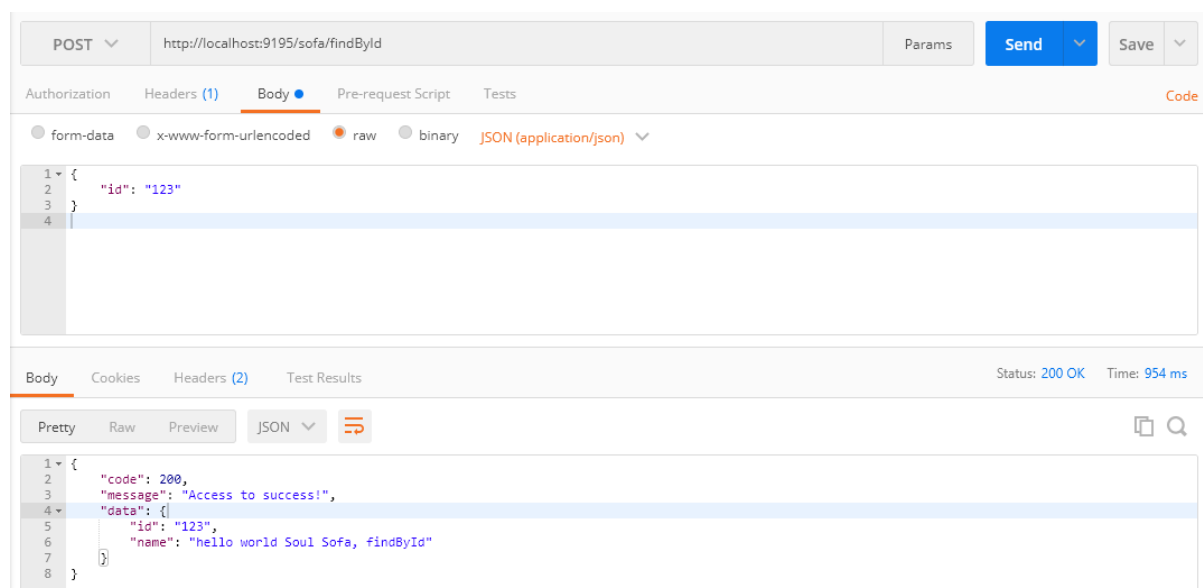 POST http://localhost:9195/sofa/findById Params Send Save
Authorization Headers (1) Body Pre-request Script Tests Code
form-data x-www-form-urlencoded raw binary JSON (application/json)
1 {
2 "id": "123"
3 }
4
Body Cookies Headers (2) Test Results Status: 200 OK Time: 954 ms
Pretty Raw Preview JSON
1 {
2 "code": 200,
3 "message": "Access to success!",
4 "data": {
5 "id": "123",
6 "name": "hello world Soul Sofa, findById"
7 }
8 }